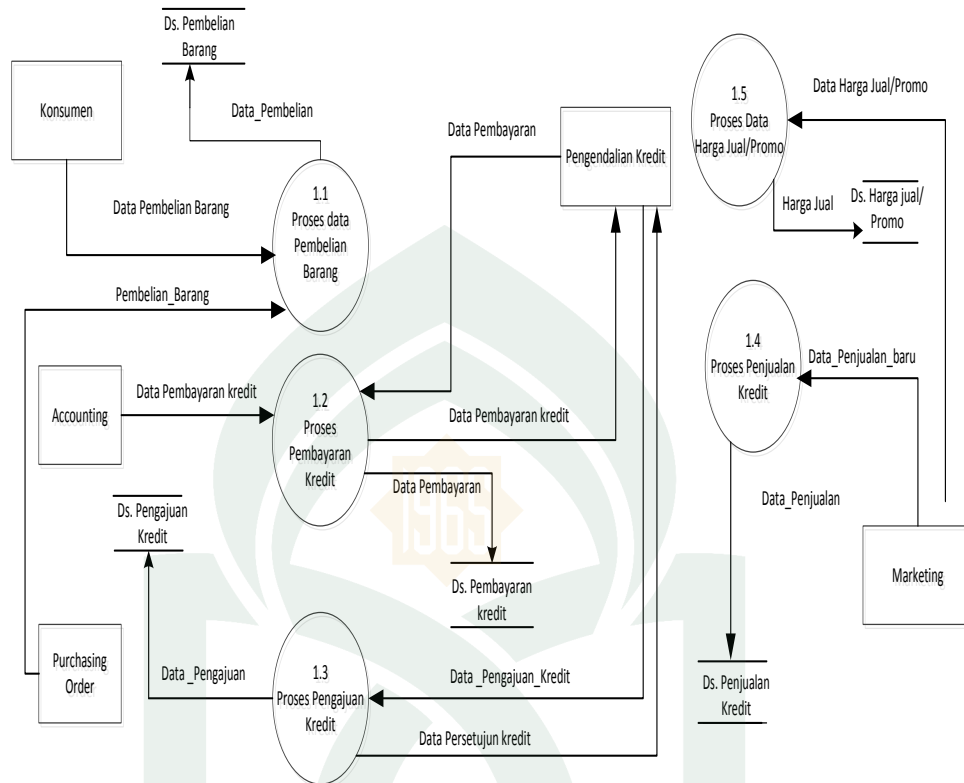 Ds. Pembelian
Barang
Konsumen
Data_Pembelian
Data Pembelian Barang
1.1
Proses data
Pembelian
Barang
Pembelian_Barang
Data Pembayaran
Pengendalian Kredit
1.5
Proses Data
Harga Jual/Promo
Data Harga Jual/Promo
Harga Jual
Ds. Harga jual/
Promo
Accounting
Data Pembayaran kredit
1.2
Proses
Pembayaran
Kredit
Data Pembayaran kredit
Data Pembayaran
1.4
Proses Penjualan
Kredit
Data_Penjualan_baru
Data_Penjualan
Ds. Pengajuan
Kredit
1965
Ds. Pembayaran
kredit
Marketing
Purchasing
Order
Data _Pengajuan
1.3
Proses Pengajuan
Kredit
Data _Pengajuan_Kredit
Data Persetujun kredit
Ds. Penjualan
Kredit